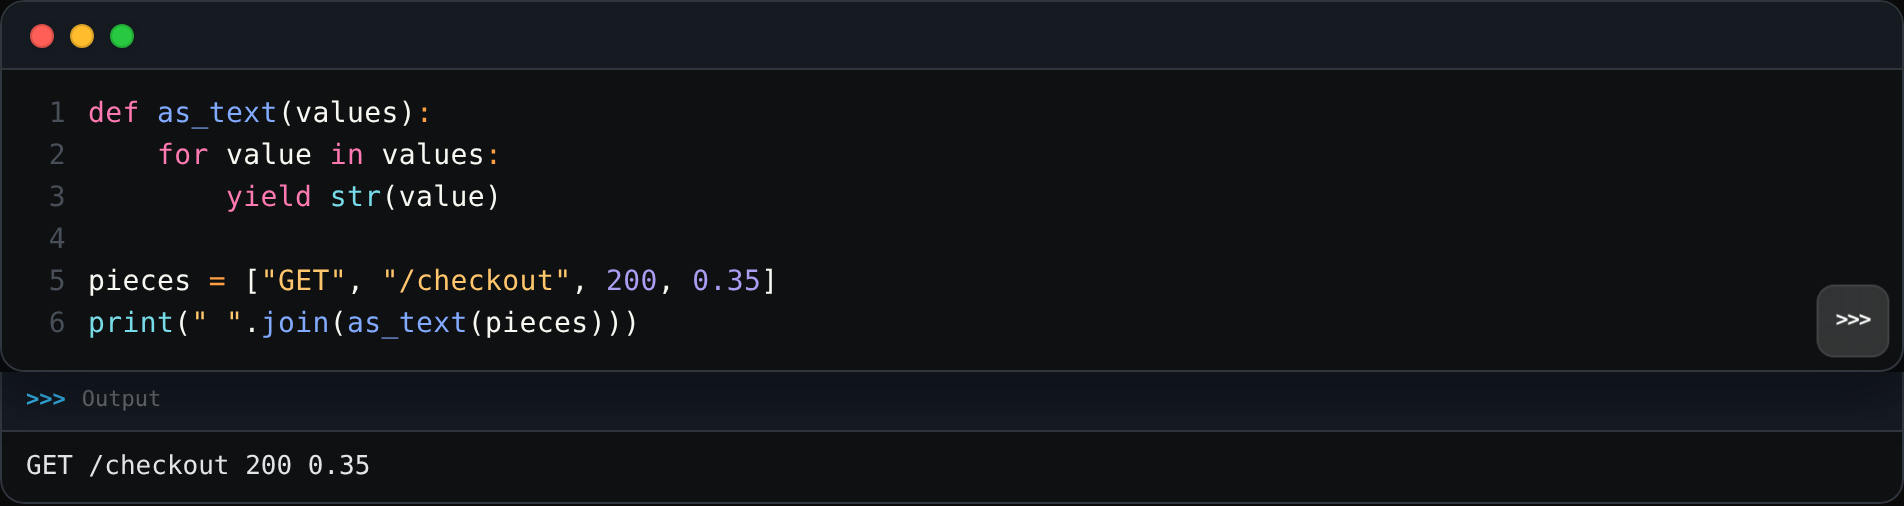 1 def as_text(values):
2     for value in values:
3         yield str(value)
4
5 pieces = ["GET", "/checkout", 200, 0.35]
6 print(" ".join(as_text(pieces)))
>>>
>>> Output
GET /checkout 200 0.35